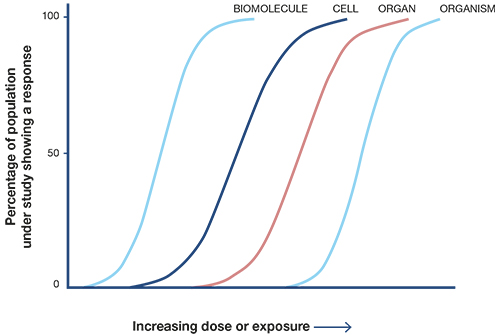 BIOMOLECULE CELL ORGAN ORGANISM
100
50
0
Percentage of population
under study showing a response
Increasing dose or exposure